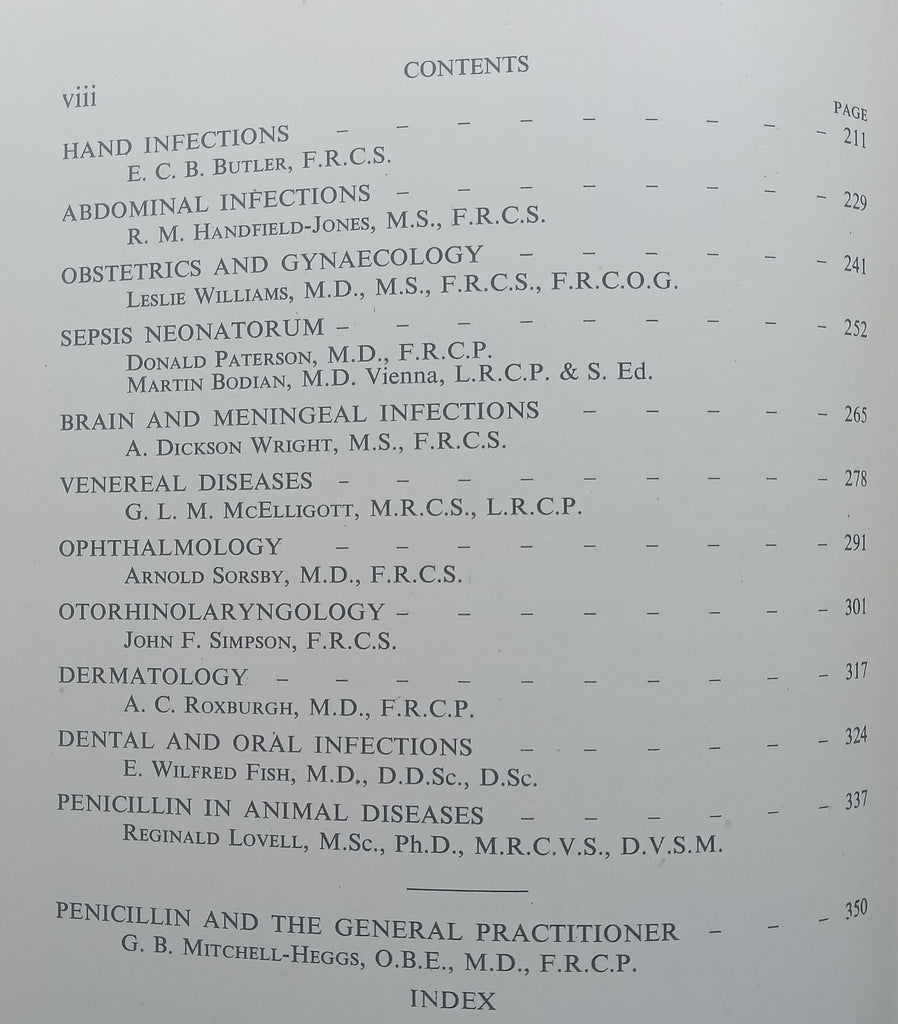 CONTENTS
viii
PAGE
HAND INFECTIONS – – – – – – – – – 211
E. C. B. BUTLER, F.R.C.S.
ABDOMINAL INFECTIONS – – – – – – – – 229
R. M. HANDFIELD-JONES, M.S., F.R.C.S.
OBSTETRICS AND GYNAECOLOGY – – – – – – 241
LESLIE WILLIAMS, M.D., M.S., F.R.C.S., F.R.C.O.G.
SEPSIS NEONATORUM – – – – – – – – – 252
DONALD PATERSON, M.D., F.R.C.P.
MARTIN BODIAN, M.D. Vienna, L.R.C.P. & S. Ed.
BRAIN AND MENINGEAL INFECTIONS – – – – – 265
A. DICKSON WRIGHT, M.S., F.R.C.S.
VENEREAL DISEASES – – – – – – – – – 278
G. L. M. MCELLIGOTT, M.R.C.S., L.R.C.P.
OPHTHALMOLOGY – – – – – – – – – 291
ARNOLD SORSBY, M.D., F.R.C.S.
OTORHINOLARYNGOLOGY – – – – – – – – 301
JOHN F. SIMPSON, F.R.C.S.
DERMATOLOGY – – – – – – – – – – 317
A. C. ROXBURGH, M.D., F.R.C.P.
DENTAL AND ORAL INFECTIONS – – – – – – 324
E. WILFRED FISH, M.D., D.D.Sc., D.Sc.
PENICILLIN IN ANIMAL DISEASES – – – – – – 337
REGINALD LOVELL, M.Sc., Ph.D., M.R.C.V.S., D.V.S.M.
PENICILLIN AND THE GENERAL PRACTITIONER – – – 350
G. B. MITCHELL-HEGGS, O.B.E., M.D., F.R.C.P.
INDEX